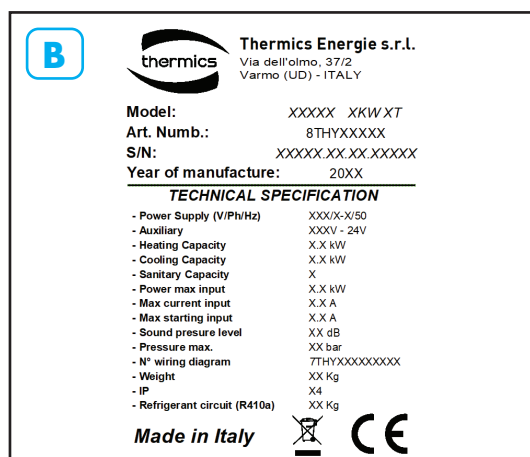 B
thermics
Thermics Energie s.r.l.
Via dell'olmo, 37/2
Varmo (UD) - ITALY
Model: XXXXX XKW XT
Art. Numb.: 8THYXXXXX
S/N: XXXXX.XX.XX.XXXXX
Year of manufacture: 20XX
TECHNICAL SPECIFICATION
- Power Supply (V/Ph/Hz) XXX/X-X/50
- Auxiliary XXXV - 24V
- Heating Capacity X.X kW
- Cooling Capacity X.X kW
- Sanitary Capacity X
- Power max input X.X kW
- Max current input X.X A
- Max starting input X.X A
- Sound presure level XX dB
- Pressure max. XX bar
- N° wiring diagram 7THYXXXXXXXXX
- Weight XX Kg
- IP X4
- Refrigerant circuit (R410a) XX Kg
Made in Italy CE